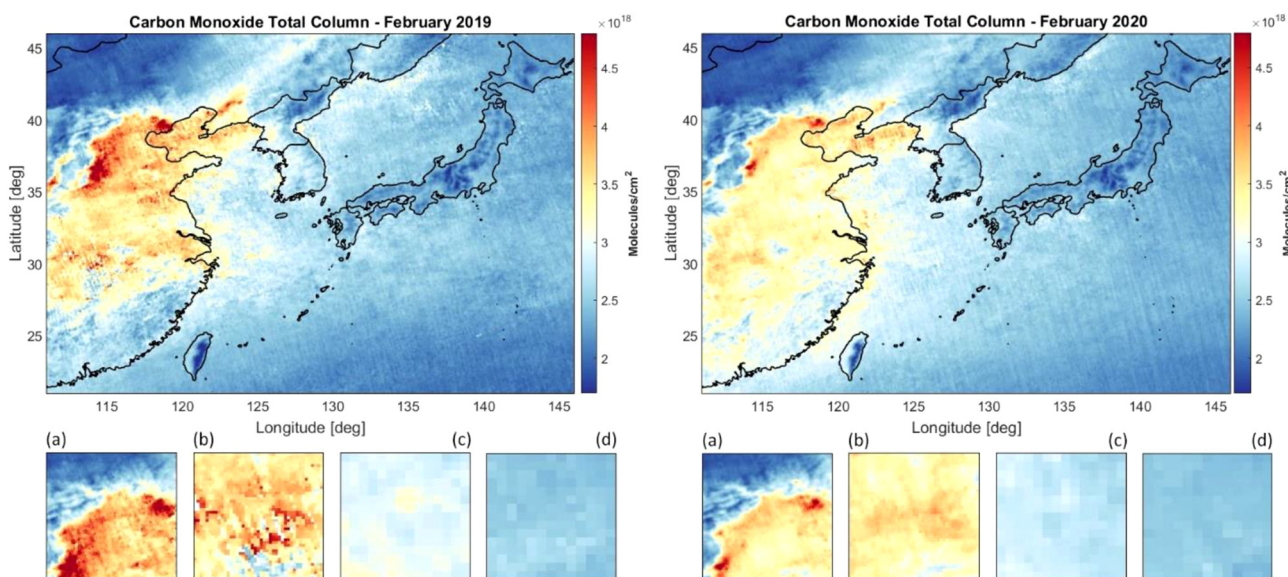 Carbon Monoxide Total Column - February 2019
×10^18
45
40
35
30
25
Latitude [deg]
115 120 125 130 135 140 145
Longitude [deg]
4.5
4
3.5
3
2.5
2
Molecules/cm²
(a) (b) (c) (d)
Carbon Monoxide Total Column - February 2020
×10^18
45
40
35
30
25
Latitude [deg]
115 120 125 130 135 140 145
Longitude [deg]
4.5
4
3.5
3
2.5
2
Molecules/cm²
(a) (b) (c) (d)